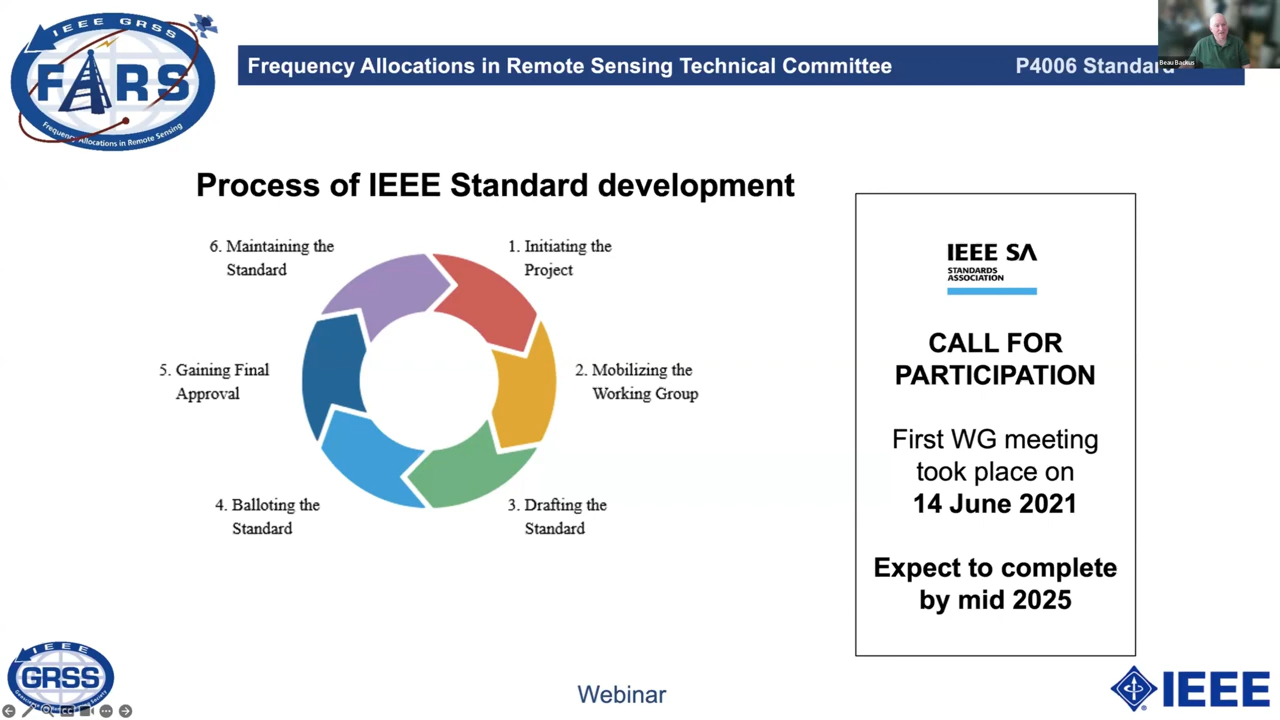 IEEE GRSS
FARS
Frequency Allocations in Remote Sensing
Frequency Allocations in Remote Sensing Technical Committee
P4006 Standard
Beau Backus
Process of IEEE Standard development
6. Maintaining the
Standard
1. Initiating the
Project
5. Gaining Final
Approval
2. Mobilizing the
Working Group
4. Balloting the
Standard
3. Drafting the
Standard
IEEE SA
STANDARDS
ASSOCIATION
CALL FOR
PARTICIPATION
First WG meeting
took place on
14 June 2021
Expect to complete
by mid 2025
IEEE
GRSS
Webinar
IEEE